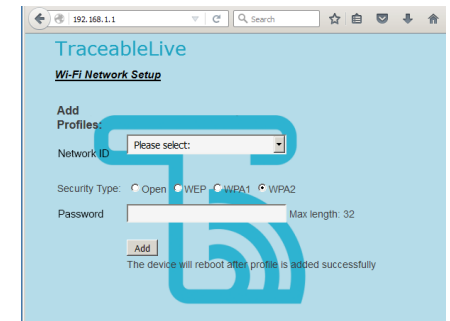 192.168.1.1
Search
TraceableLive
Wi-Fi Network Setup
Add
Profiles:
Network ID
Please select:
Security Type: Open WEP WPA1 WPA2
Password
Max length: 32
Add
The device will reboot after profile is added successfully